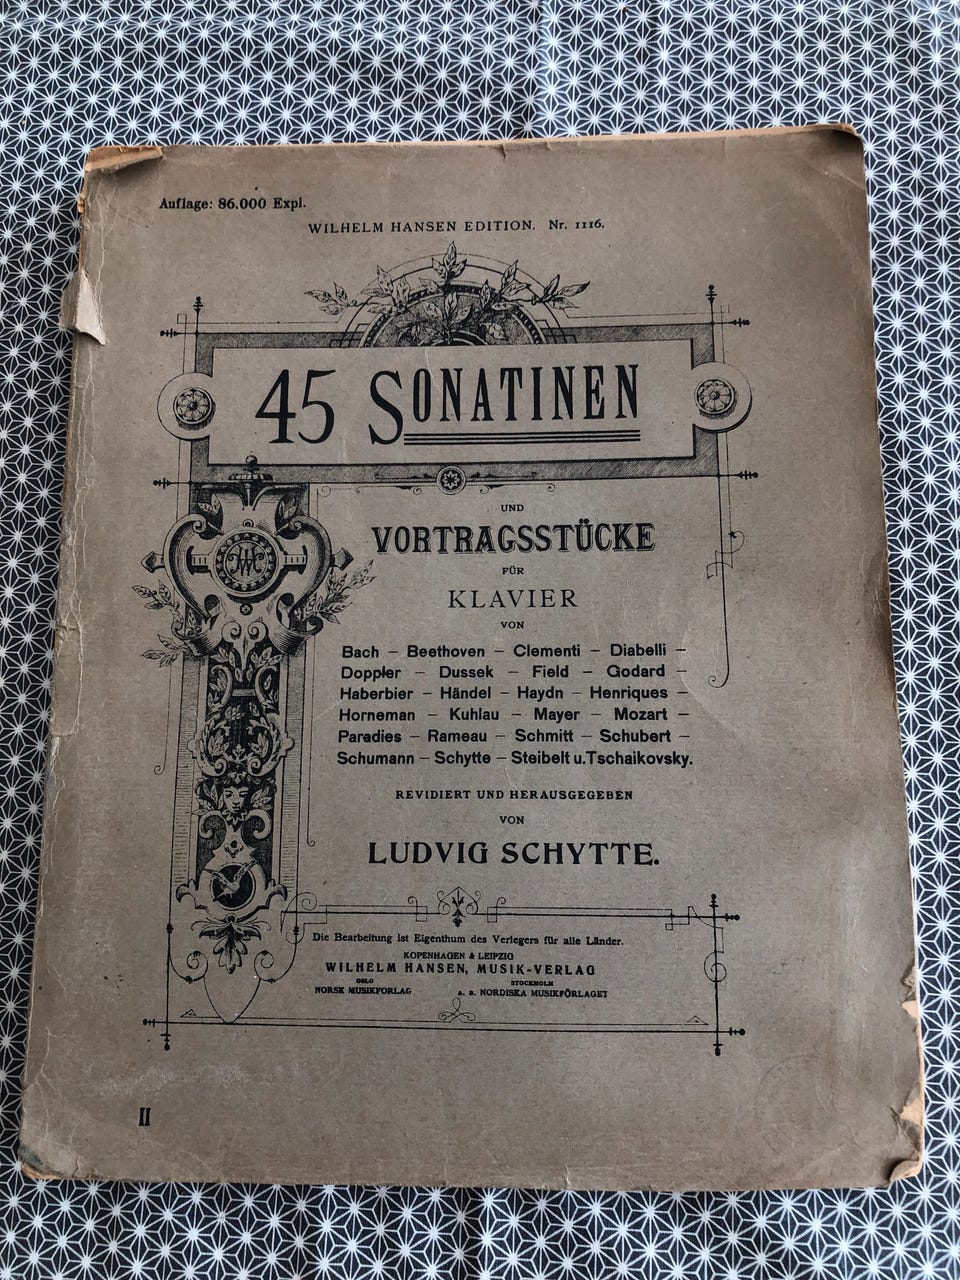 Auflage: 86.000 Expl.
WILHELM HANSEN EDITION. Nr. 1116.
45 SONATINEN
UND
VORTRAGSSTÜCKE
FÜR
KLAVIER
VON
Bach – Beethoven – Clementi – Diabelli –
Doppler – Dussek – Field – Godard –
Haberbier – Händel – Haydn – Henriques –
Horneman – Kuhlau – Mayer – Mozart –
Paradies – Rameau – Schmitt – Schubert –
Schumann – Schytte – Steibelt u. Tschaikovsky.
REVIDIERT UND HERAUSGEGEBEN
VON
LUDVIG SCHYTTE.
Die Bearbeitung ist Eigenthum des Verlegers für alle Länder.
KOPENHAGEN & LEIPZIG
WILHELM HANSEN, MUSIK-VERLAG
OSLO STOCKHOLM
NORSK MUSIKFORLAG A. B. NORDISKA MUSIKFÖRLAGET
II